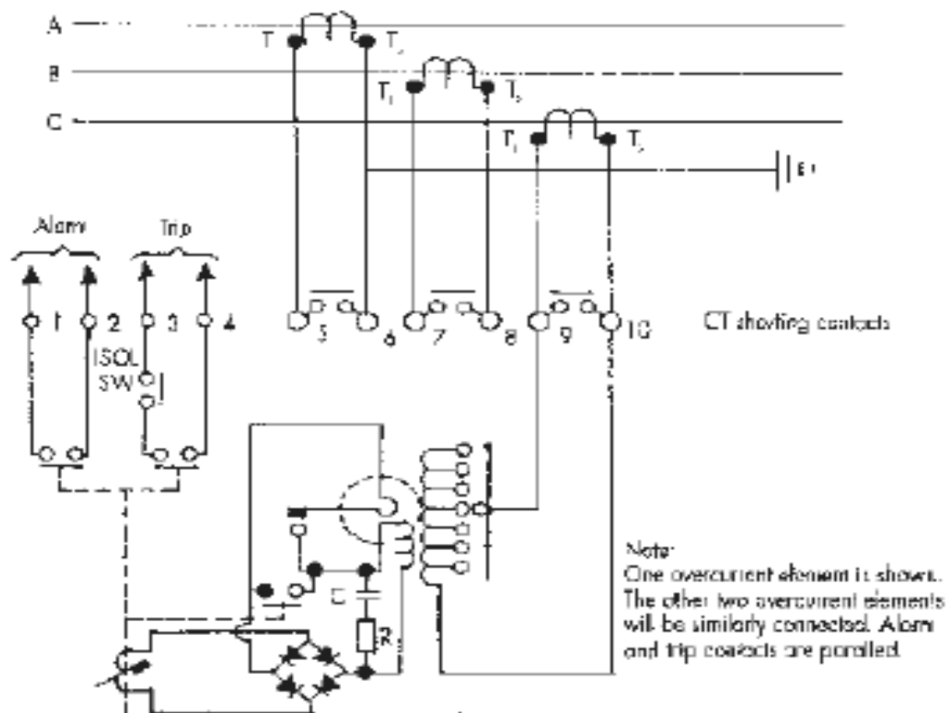 A
T T₂
B
T₁ T₂
C
T₁ T₂
Alarm Trip
1 2 3 4 5 6 7 8 9 10 CT shorting contacts
ISOL
SW
C
Note:
One overcurrent element is shown.
The other two overcurrent elements
will be similarly connected. Alarm
and trip contacts are paralled.